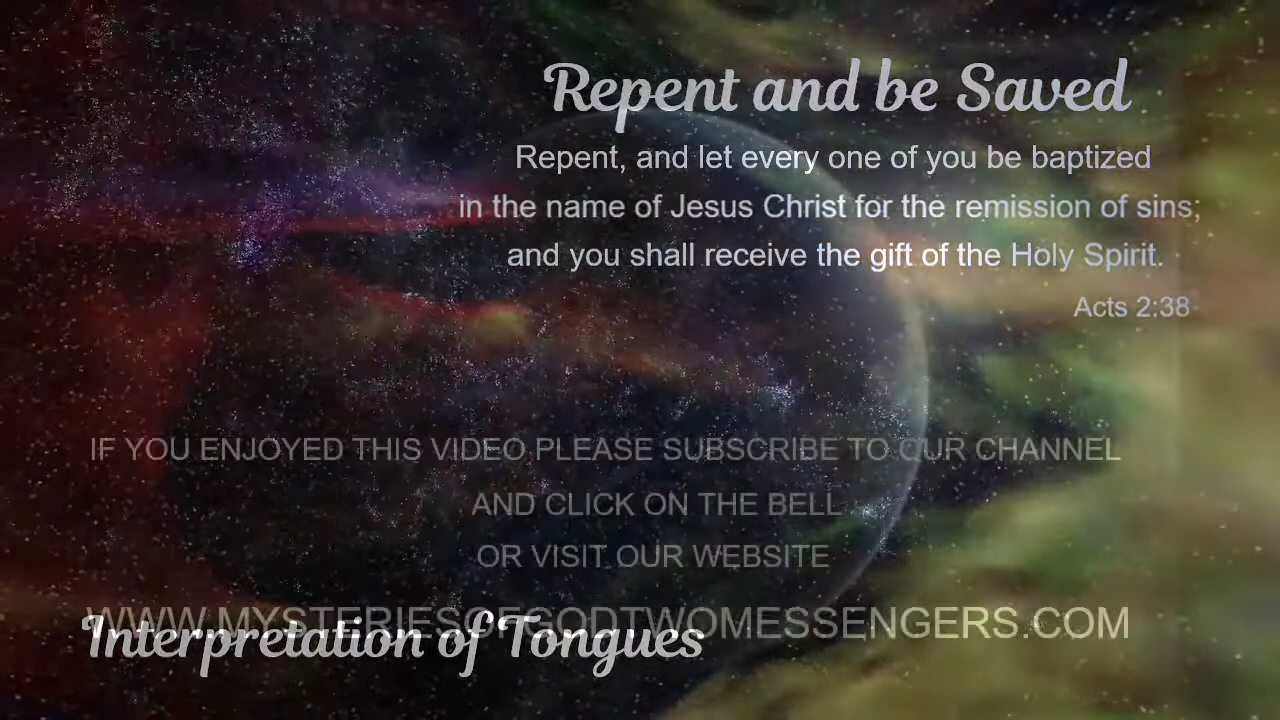 Repent and be Saved
Repent, and let every one of you be baptized
in the name of Jesus Christ for the remission of sins;
and you shall receive the gift of the Holy Spirit.
Acts 2:38
IF YOU ENJOYED THIS VIDEO PLEASE SUBSCRIBE TO OUR CHANNEL
AND CLICK ON THE BELL
OR VISIT OUR WEBSITE
WWW.MYSTERIESOFGODTWOMESSENGERS.COM
Interpretation of Tongues